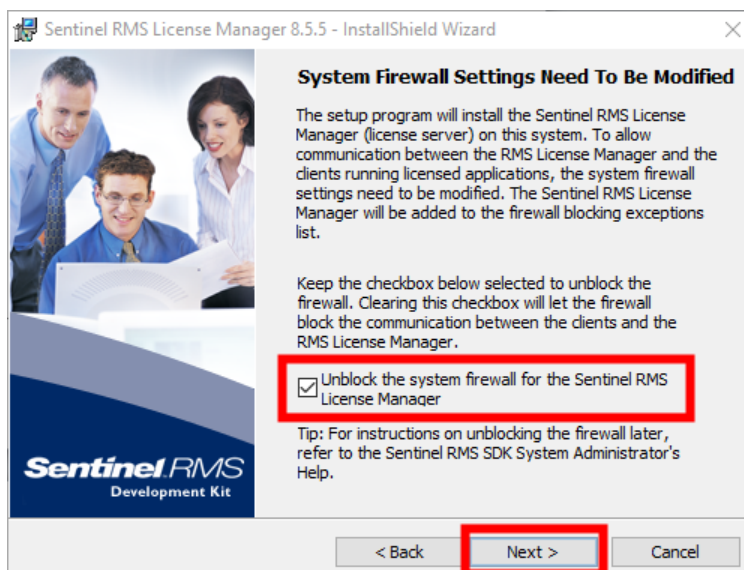 Sentinel RMS License Manager 8.5.5 - InstallShield Wizard
System Firewall Settings Need To Be Modified
The setup program will install the Sentinel RMS License
Manager (license server) on this system. To allow
communication between the RMS License Manager and the
clients running licensed applications, the system firewall
settings need to be modified. The Sentinel RMS License
Manager will be added to the firewall blocking exceptions
list.
Keep the checkbox below selected to unblock the
firewall. Clearing this checkbox will let the firewall
block the communication between the clients and the
RMS License Manager.
Unblock the system firewall for the Sentinel RMS
License Manager
Tip: For instructions on unblocking the firewall later,
refer to the Sentinel RMS SDK System Administrator's
Help.
Sentinel RMS
Development Kit
< Back
Next >
Cancel